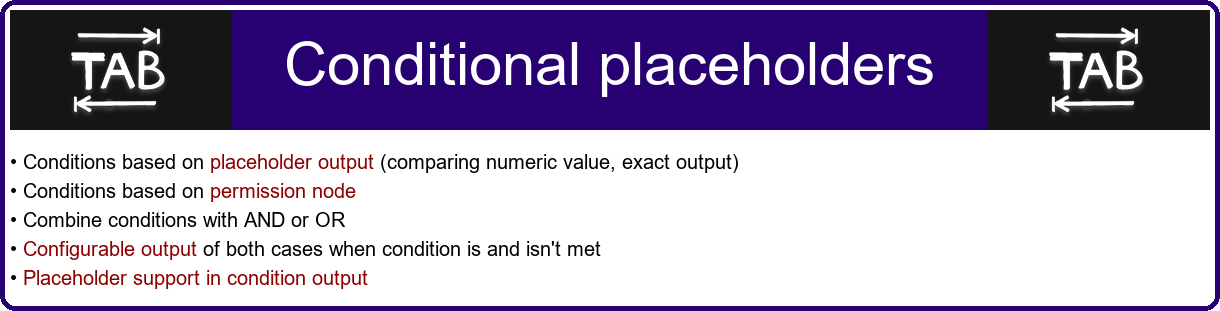 TAB
Conditional placeholders
TAB
• Conditions based on placeholder output (comparing numeric value, exact output)
• Conditions based on permission node
• Combine conditions with AND or OR
• Configurable output of both cases when condition is and isn't met
• Placeholder support in condition output